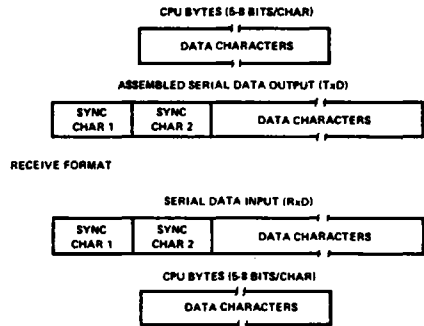 CPU BYTES (5-8 BITS/CHAR)
DATA CHARACTERS
ASSEMBLED SERIAL DATA OUTPUT (TxD)
SYNC CHAR 1 SYNC CHAR 2 DATA CHARACTERS
RECEIVE FORMAT
SERIAL DATA INPUT (RxD)
SYNC CHAR 1 SYNC CHAR 2 DATA CHARACTERS
CPU BYTES (5-8 BITS/CHAR)
DATA CHARACTERS